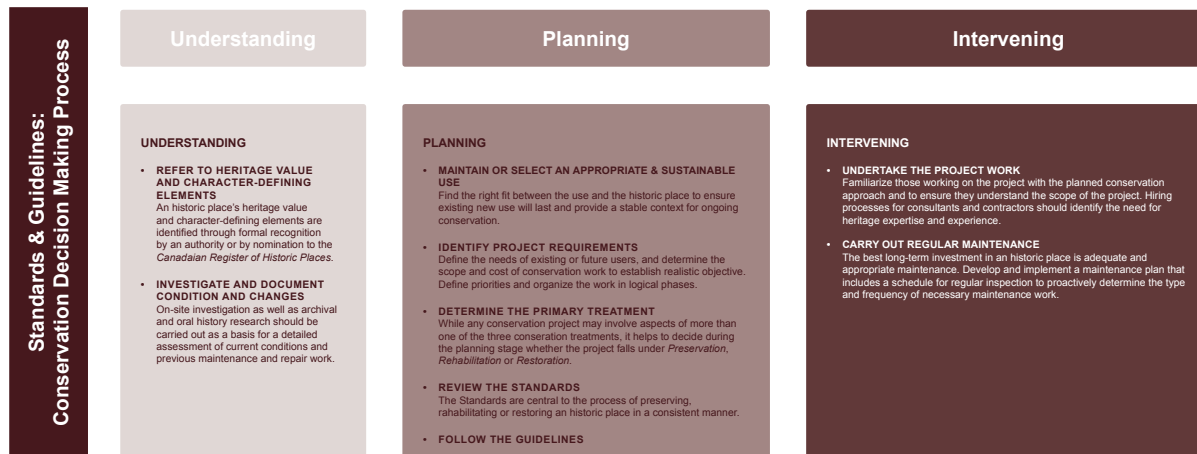 Standards & Guidelines:
Conservation Decision Making Process
Understanding
Planning
Intervening
UNDERSTANDING
• REFER TO HERITAGE VALUE
AND CHARACTER-DEFINING
ELEMENTS
An historic place's heritage value
and character-defining elements are
identified through formal recognition
by an authority or by nomination to the
Canadaian Register of Historic Places.
• INVESTIGATE AND DOCUMENT
CONDITION AND CHANGES
On-site investigation as well as archival
and oral history research should be
carried out as a basis for a detailed
assessment of current conditions and
previous maintenance and repair work.
PLANNING
• MAINTAIN OR SELECT AN APPROPRIATE & SUSTAINABLE
USE
Find the right fit between the use and the historic place to ensure
existing new use will last and provide a stable context for ongoing
conservation.
• IDENTIFY PROJECT REQUIREMENTS
Define the needs of existing or future users, and determine the
scope and cost of conservation work to establish realistic objective.
Define priorities and organize the work in logical phases.
• DETERMINE THE PRIMARY TREATMENT
While any conservation project may involve aspects of more than
one of the three conseration treatments, it helps to decide during
the planning stage whether the project falls under Preservation,
Rehabilitation or Restoration.
• REVIEW THE STANDARDS
The Standards are central to the process of preserving,
rahabilitating or restoring an historic place in a consistent manner.
• FOLLOW THE GUIDELINES
INTERVENING
• UNDERTAKE THE PROJECT WORK
Familiarize those working on the project with the planned conservation
approach and to ensure they understand the scope of the project. Hiring
processes for consultants and contractors should identify the need for
heritage expertise and experience.
• CARRY OUT REGULAR MAINTENANCE
The best long-term investment in an historic place is adequate and
appropriate maintenance. Develop and implement a maintenance plan that
includes a schedule for regular inspection to proactively determine the type
and frequency of necessary maintenance work.